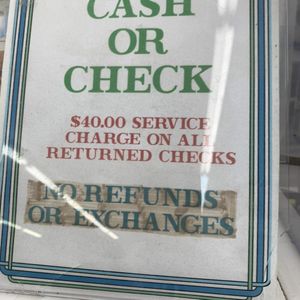 CASH
OR
CHECK
$40.00 SERVICE
CHARGE ON ALL
RETURNED CHECKS
NO REFUNDS
OR EXCHANGES